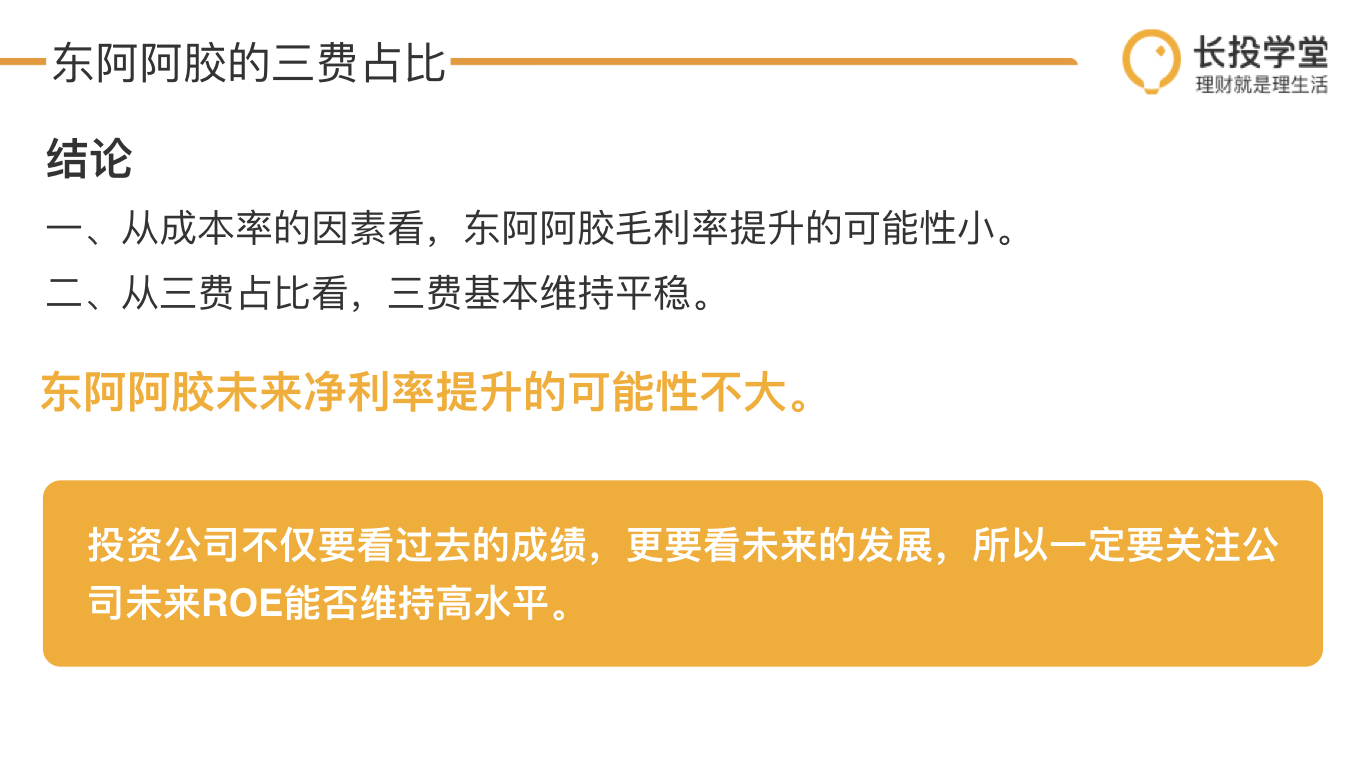 东阿阿胶的三费占比
长投学堂
理财就是理生活
结论
一、从成本率的因素看，东阿阿胶毛利率提升的可能性小。
二、从三费占比看，三费基本维持平稳。
东阿阿胶未来净利率提升的可能性不大。
投资公司不仅要看过去的成绩，更要看未来的发展，所以一定要关注公
司未来ROE能否维持高水平。